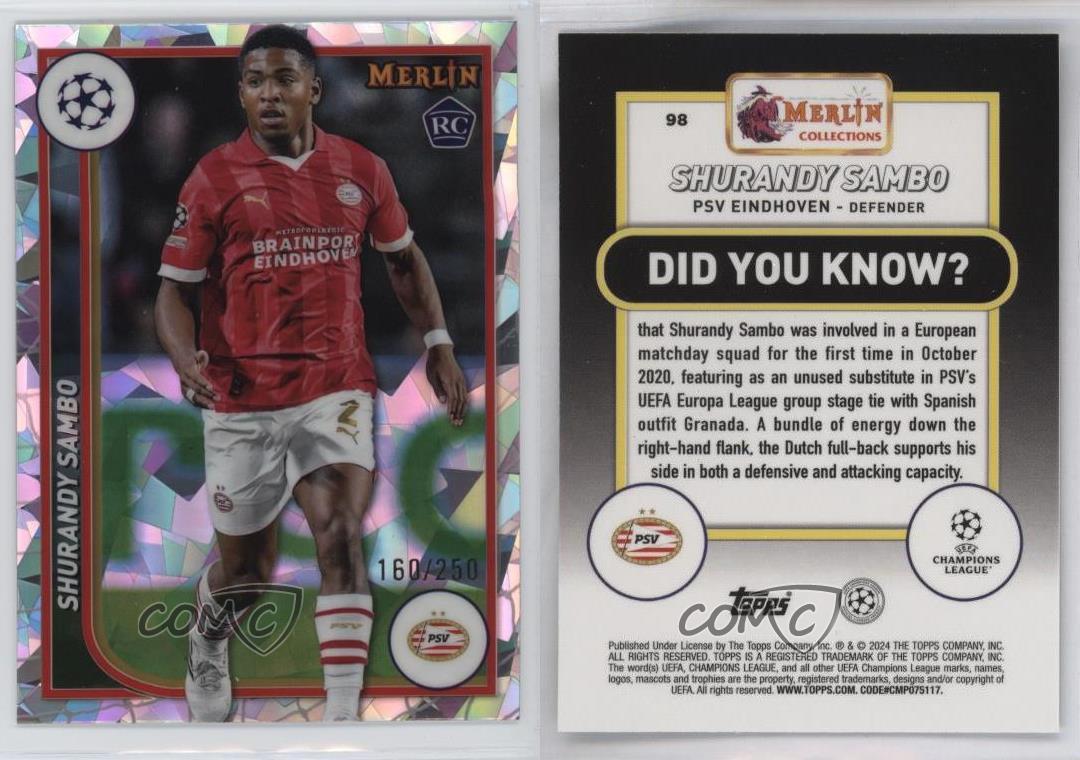 MERLIN
RC
PSV
METROPOOLREGIO
BRAINPORT
EINDHOVEN
2
SHURANDY SAMBO
160/250
PSV
PSV
COMC
98
MERLIN
COLLECTIONS
SHURANDY SAMBO
PSV EINDHOVEN - DEFENDER
DID YOU KNOW?
that Shurandy Sambo was involved in a European
matchday squad for the first time in October
2020, featuring as an unused substitute in PSV's
UEFA Europa League group stage tie with Spanish
outfit Granada. A bundle of energy down the
right-hand flank, the Dutch full-back supports his
side in both a defensive and attacking capacity.
PSV
UEFA
CHAMPIONS
LEAGUE
TOPPS
COMC
Published Under License by The Topps Company, Inc. ® & © 2024 THE TOPPS COMPANY, INC.
ALL RIGHTS RESERVED. TOPPS IS A REGISTERED TRADEMARK OF THE TOPPS COMPANY, INC.
The word(s) UEFA, CHAMPIONS LEAGUE, and all other UEFA Champions League marks, names,
logos, mascots and trophies are the property, registered trademarks, designs and/or copyright of
UEFA. All rights reserved. WWW.TOPPS.COM. CODE#CMP075117.